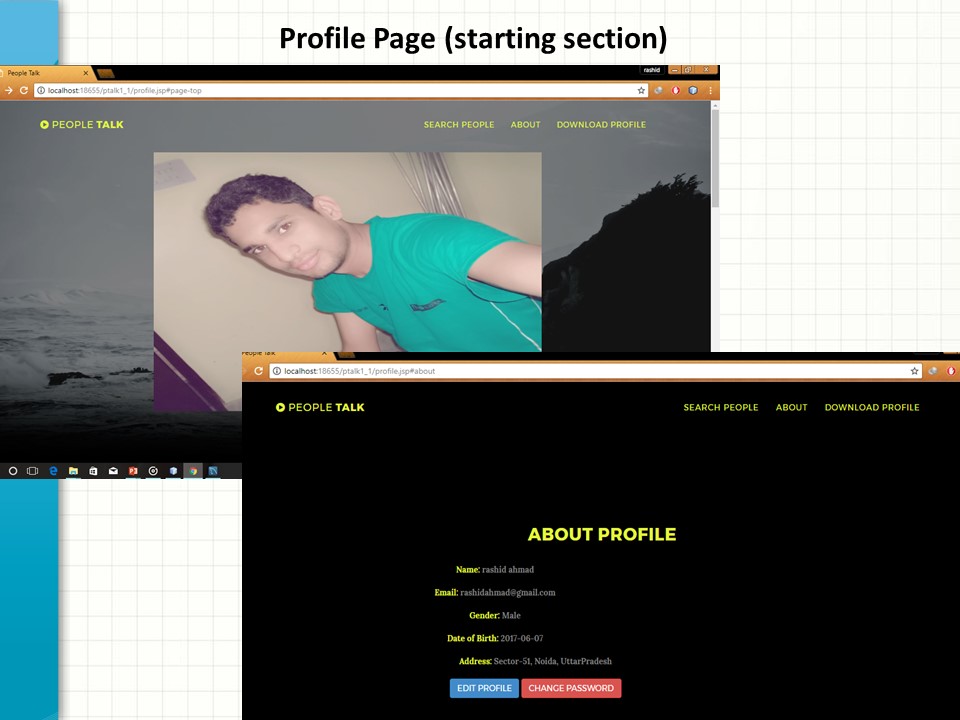 Profile Page (starting section)
People Talk
rashid
localhost:18655/ptalk1_1/profile.jsp#page-top
PEOPLE TALK
SEARCH PEOPLE ABOUT DOWNLOAD PROFILE
People Talk
localhost:18655/ptalk1_1/profile.jsp#about
PEOPLE TALK
SEARCH PEOPLE ABOUT DOWNLOAD PROFILE
ABOUT PROFILE
Name: rashid ahmad
Email: rashidahmad@gmail.com
Gender: Male
Date of Birth: 2017-06-07
Address: Sector-51, Noida, UttarPradesh
EDIT PROFILE CHANGE PASSWORD